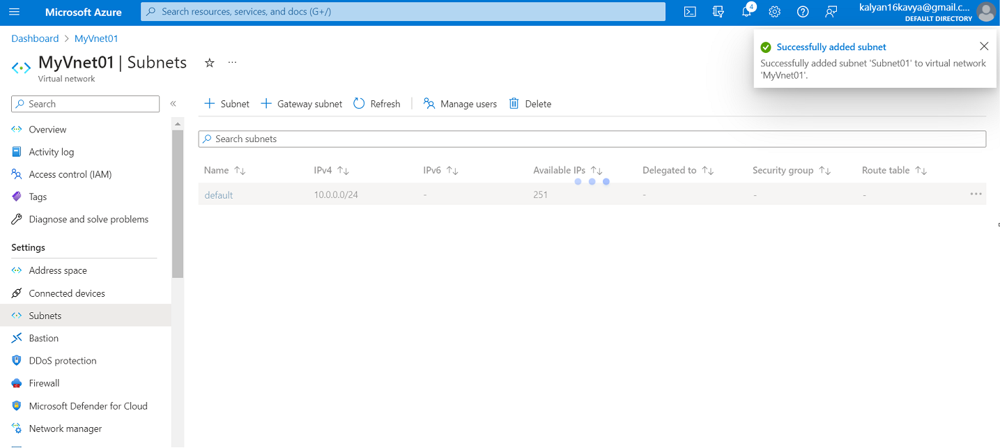 Microsoft Azure
Search resources, services, and docs (G+/)
4
kalyan16kavya@gmail.c...
DEFAULT DIRECTORY
Dashboard > MyVnet01
MyVnet01 | Subnets ...
Virtual network
Successfully added subnet
Successfully added subnet 'Subnet01' to virtual network
'MyVnet01'.
Search «
Overview
Activity log
Access control (IAM)
Tags
Diagnose and solve problems
Settings
Address space
Connected devices
Subnets
Bastion
DDoS protection
Firewall
Microsoft Defender for Cloud
Network manager
+ Subnet + Gateway subnet Refresh | Manage users Delete
Search subnets
Name ↑↓ IPv4 ↑↓ IPv6 ↑↓ Available IPs ↑↓ Delegated to ↑↓ Security group ↑↓ Route table ↑↓
default 10.0.0.0/24 - 251 - - - ...